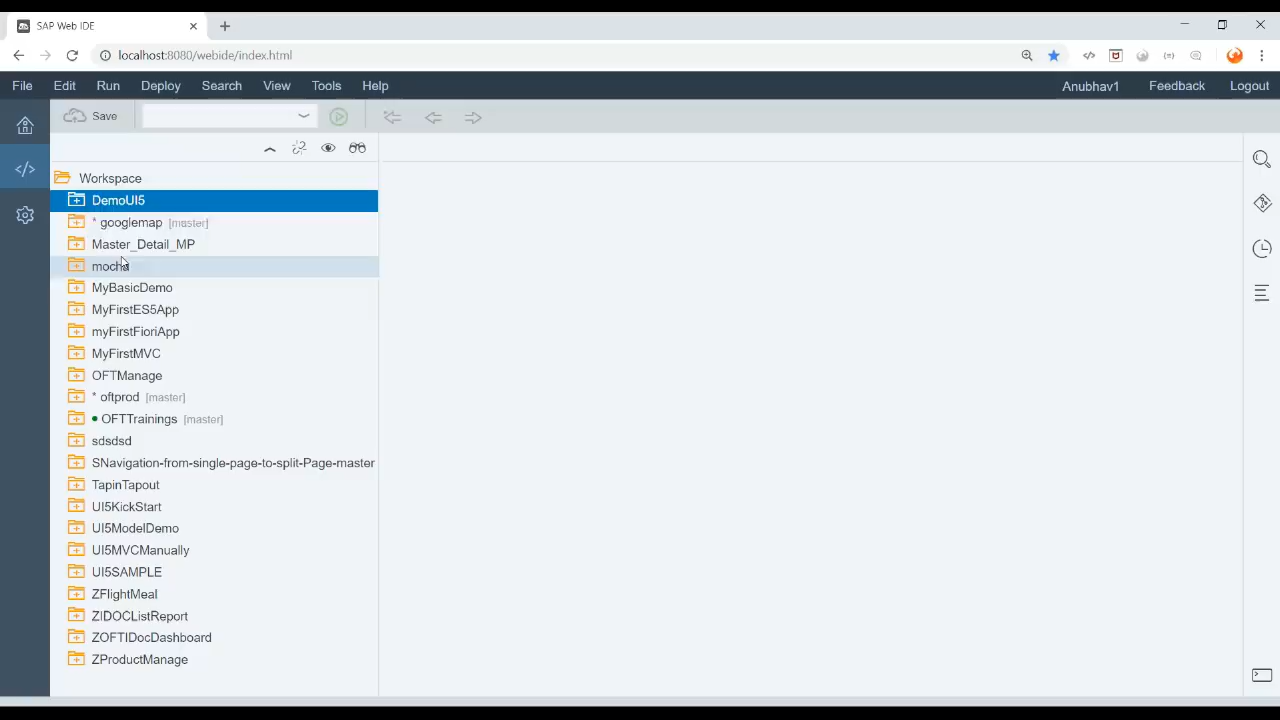 SAP Web IDE
localhost:8080/webide/index.html
File Edit Run Deploy Search View Tools Help Anubhav1 Feedback Logout
Save
Workspace
DemoUI5
* googlemap [master]
Master_Detail_MP
mocha
MyBasicDemo
MyFirstES5App
myFirstFioriApp
MyFirstMVC
OFTManage
* oftprod [master]
OFTTrainings [master]
sdsdsd
SNavigation-from-single-page-to-split-Page-master
TapinTapout
UI5KickStart
UI5ModelDemo
UI5MVCManually
UI5SAMPLE
ZFlightMeal
ZIDOCListReport
ZOFTIDocDashboard
ZProductManage